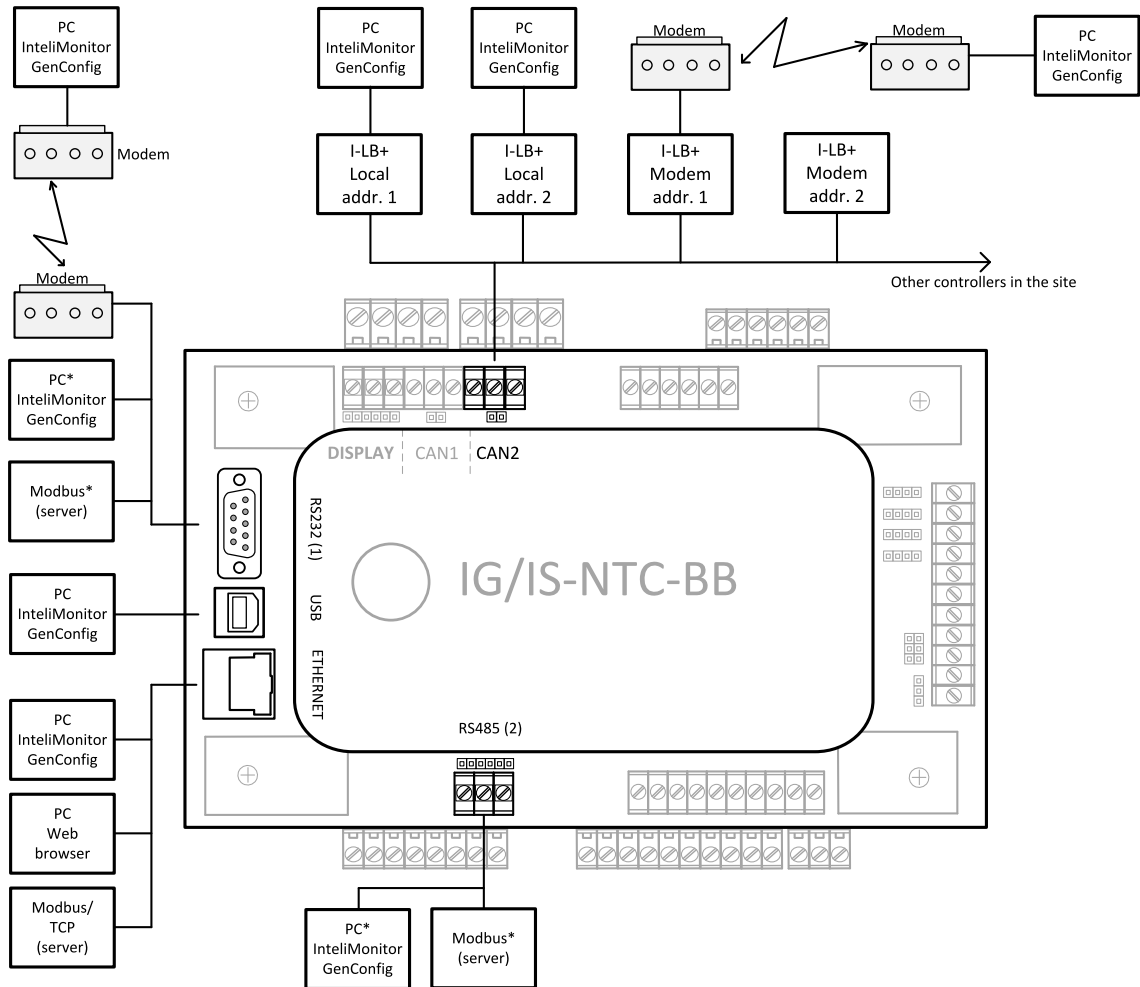 PC
InteliMonitor
GenConfig
PC
InteliMonitor
GenConfig
PC
InteliMonitor
GenConfig
Modem
Modem
PC
InteliMonitor
GenConfig
Modem
I-LB+
Local
addr. 1
I-LB+
Local
addr. 2
I-LB+
Modem
addr. 1
I-LB+
Modem
addr. 2
Other controllers in the site
Modem
PC*
InteliMonitor
GenConfig
Modbus*
(server)
PC
InteliMonitor
GenConfig
PC
InteliMonitor
GenConfig
PC
Web
browser
Modbus/
TCP
(server)
DISPLAY
CAN1
CAN2
RS232 (1)
USB
ETHERNET
IG/IS-NTC-BB
RS485 (2)
PC*
InteliMonitor
GenConfig
Modbus*
(server)